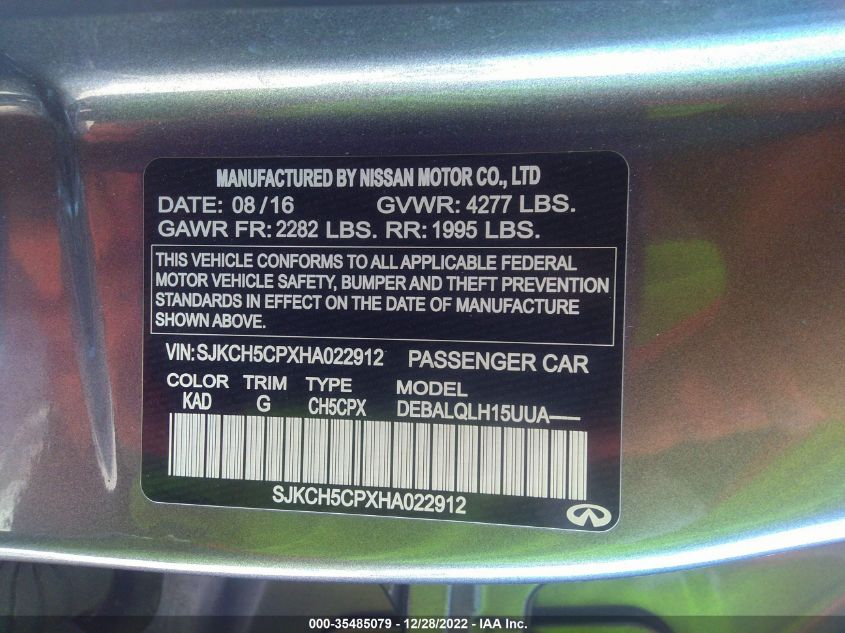 MANUFACTURED BY NISSAN MOTOR CO., LTD
DATE: 08/16 GVWR: 4277 LBS.
GAWR FR: 2282 LBS. RR: 1995 LBS.
THIS VEHICLE CONFORMS TO ALL APPLICABLE FEDERAL
MOTOR VEHICLE SAFETY, BUMPER AND THEFT PREVENTION
STANDARDS IN EFFECT ON THE DATE OF MANUFACTURE
SHOWN ABOVE.
VIN: SJKCH5CPXHA022912 PASSENGER CAR
COLOR TRIM TYPE MODEL
KAD G CH5CPX DEBALQLH15UUA-----
SJKCH5CPXHA022912
000-35485079 - 12/28/2022 - IAA Inc.